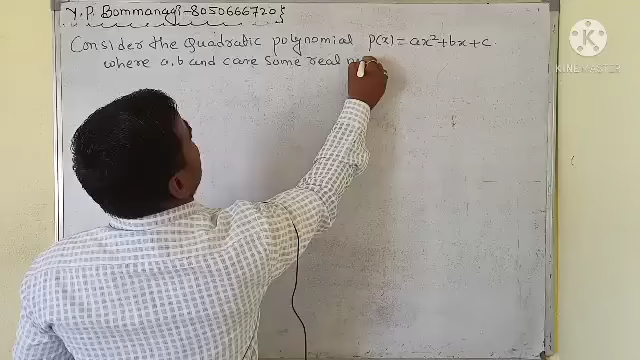 Y. P. Bommanagi-8050666720}
Consider the Quadratic polynomial p(x) = ax²+bx+c.
where a, b and c are some real
KINEMASTER